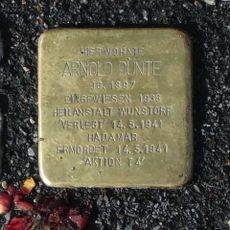 HIER WOHNTE
ARNOLD DÜNTE
JG. 1897
EINGEWIESEN 1938
HEILANSTALT WUNSTORF
'VERLEGT' 14.5.1941
HADAMAR
ERMORDET 14.5.1941
'AKTION T4'